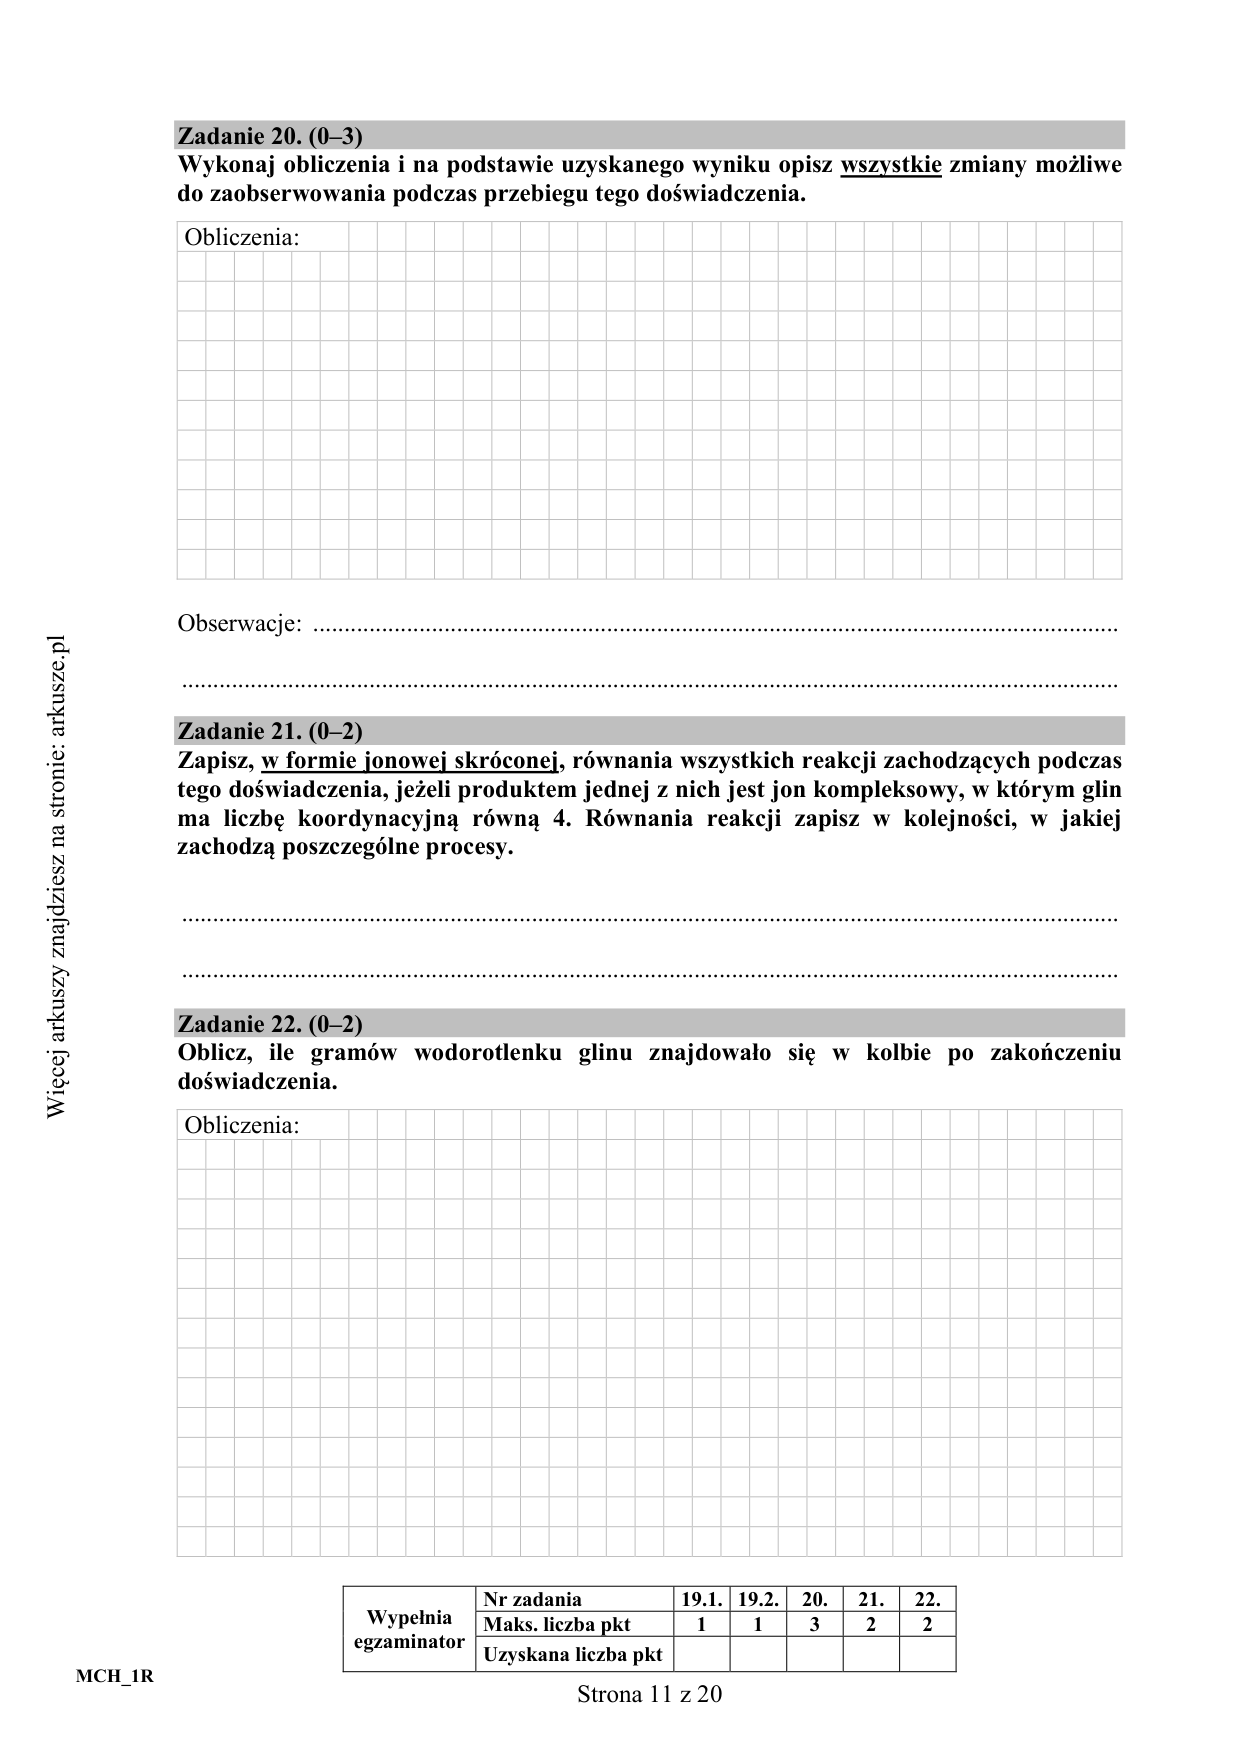 Zadanie 20. (0–3)
Wykonaj obliczenia i na podstawie uzyskanego wyniku opisz wszystkie zmiany możliwe
do zaobserwowania podczas przebiegu tego doświadczenia.
Obliczenia:
Obserwacje: .................................................................................................................................
......................................................................................................................................................
Zadanie 21. (0–2)
Zapisz, w formie jonowej skróconej, równania wszystkich reakcji zachodzących podczas
tego doświadczenia, jeżeli produktem jednej z nich jest jon kompleksowy, w którym glin
ma liczbę koordynacyjną równą 4. Równania reakcji zapisz w kolejności, w jakiej
zachodzą poszczególne procesy.
......................................................................................................................................................
......................................................................................................................................................
Zadanie 22. (0–2)
Oblicz, ile gramów wodorotlenku glinu znajdowało się w kolbie po zakończeniu
doświadczenia.
Obliczenia:
Wypełnia
egzaminator
Nr zadania 19.1. 19.2. 20. 21. 22.
Maks. liczba pkt 1 1 3 2 2
Uzyskana liczba pkt
MCH_1R
Strona 11 z 20
Więcej arkuszy znajdziesz na stronie: arkusze.pl